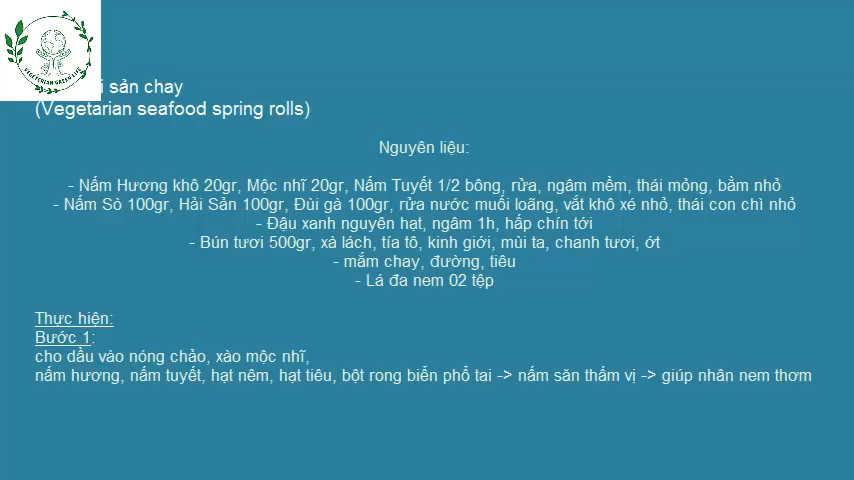 VEGETARIAN GREEN LIFE
i sản chay
(Vegetarian seafood spring rolls)
Nguyên liệu:
- Nấm Hương khô 20gr, Mộc nhĩ 20gr, Nấm Tuyết 1/2 bông, rửa, ngâm mềm, thái mỏng, bằm nhỏ
- Nấm Sò 100gr, Hải Sản 100gr, Đùi gà 100gr, rửa nước muối loãng, vắt khô xé nhỏ, thái con chì nhỏ
- Đậu xanh nguyên hạt, ngâm 1h, hấp chín tới
- Bún tươi 500gr, xà lách, tía tô, kinh giới, mùi ta, chanh tươi, ớt
- mắm chay, đường, tiêu
- Lá đa nem 02 tệp
Thực hiện:
Bước 1:
cho dầu vào nóng chảo, xào mộc nhĩ,
nấm hương, nấm tuyết, hạt nêm, hạt tiêu, bột rong biển phổ tai -> nấm săn thấm vị -> giúp nhân nem thơm